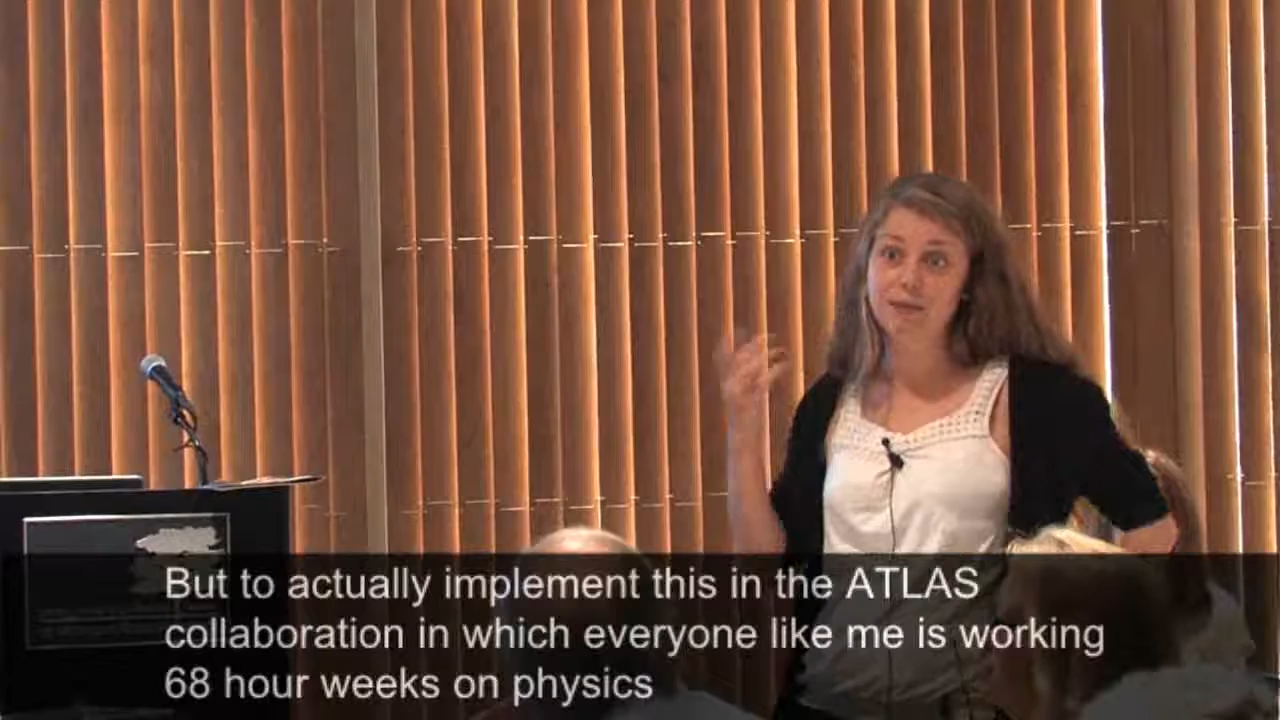 But to actually implement this in the ATLAS
collaboration in which everyone like me is working
68 hour weeks on physics